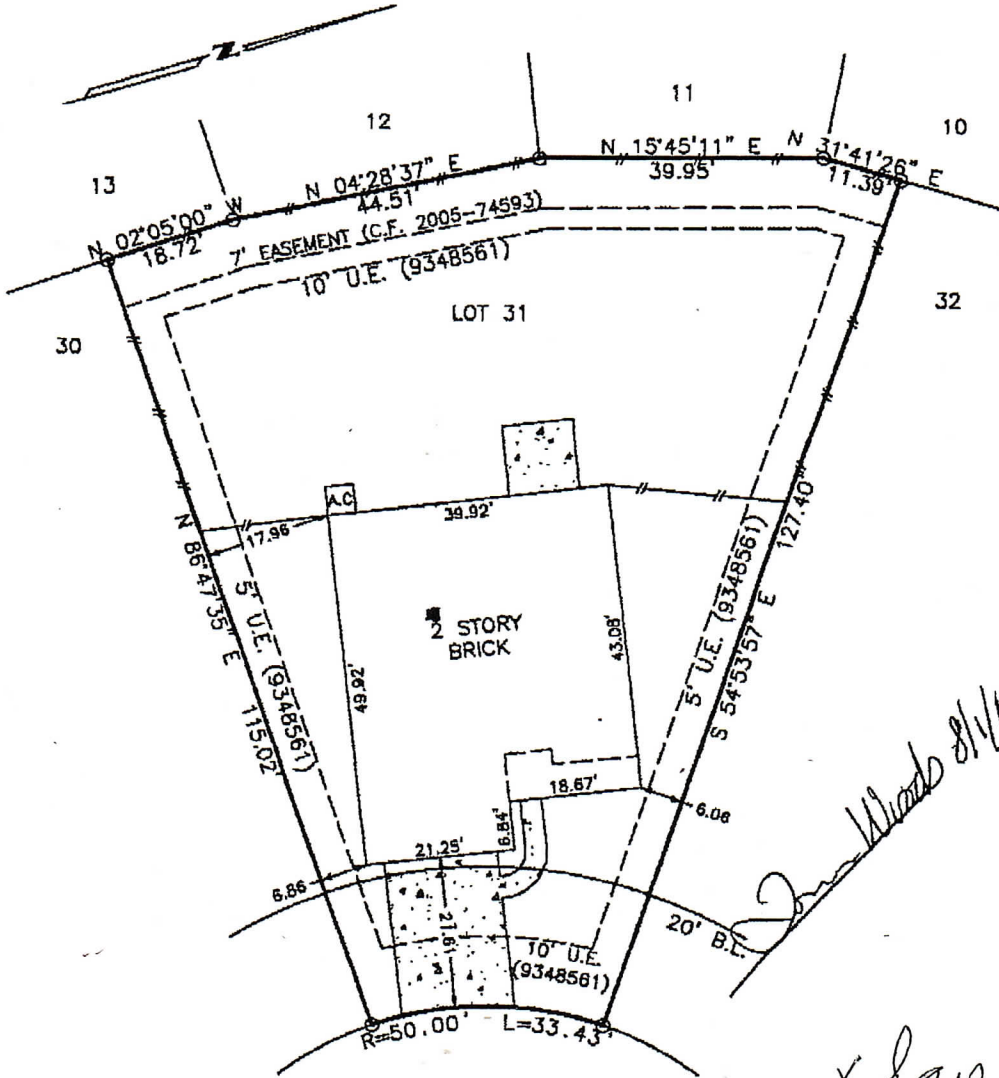 Z
11
12
10
13
N 15°45'11" E
39.95'
N 31°41'26" E
11.39'
N 04°28'37" E
44.51'
N 02°05'00" W
18.72'
7' EASEMENT (C.F. 2005-74593)
10' U.E. (9348561)
LOT 31
30
32
A.C
39.92'
17.96
N 86°47'35" E 115.02'
5' U.E. (9348561)
2 STORY
BRICK
49.92'
43.08'
5' U.E. (9348561)
S 54°53'57" E 127.40'
18.67'
6.84'
6.06
21.25'
6.86
21.61
20' B.L.
10' U.E.
(9348561)
R=50.00' L=33.43'
Woods